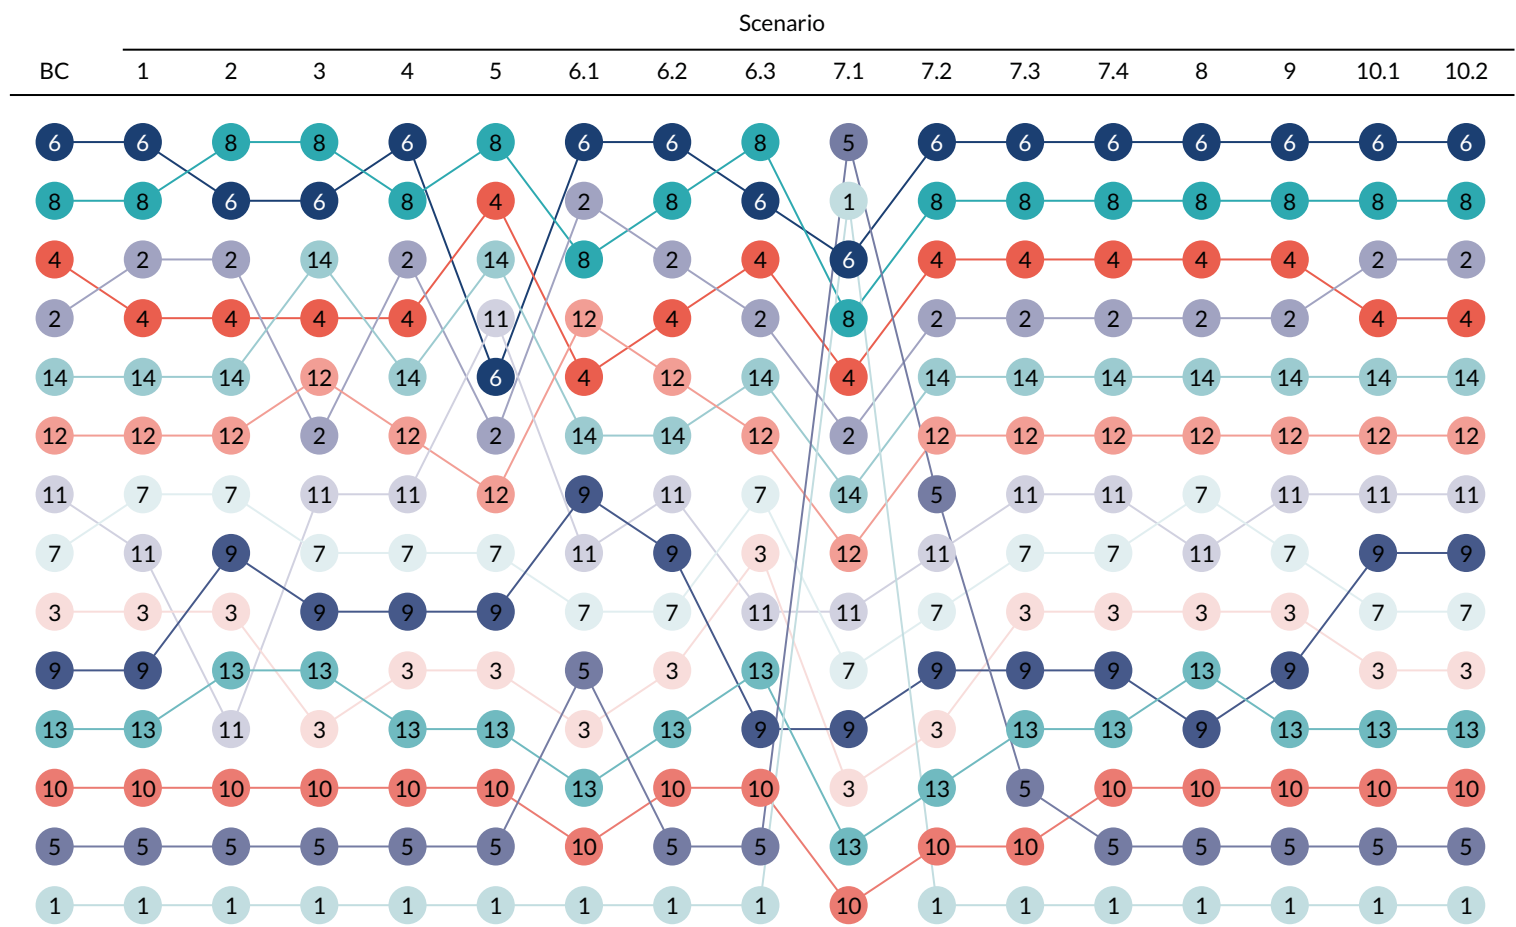 Scenario
BC 1 2 3 4 5 6.1 6.2 6.3 7.1 7.2 7.3 7.4 8 9 10.1 10.2
6 6 8 8 6 8 6 6 8 5 6 6 6 6 6 6 6
8 8 6 6 8 4 2 8 6 1 8 8 8 8 8 8 8
4 2 2 14 2 14 8 2 4 6 4 4 4 4 4 2 2
2 4 4 4 4 11 12 4 2 8 2 2 2 2 2 4 4
14 14 14 12 14 6 4 12 14 4 14 14 14 14 14 14 14
12 12 12 2 12 2 14 14 12 2 12 12 12 12 12 12 12
11 7 7 11 11 12 9 11 7 14 5 11 11 7 11 11 11
7 11 9 7 7 7 11 9 3 12 11 7 7 11 7 9 9
3 3 3 9 9 9 7 7 11 11 7 3 3 3 3 7 7
9 9 13 13 3 3 5 3 13 7 9 9 9 13 9 3 3
13 13 11 3 13 13 3 13 9 9 3 13 13 9 13 13 13
10 10 10 10 10 10 13 10 10 3 13 5 10 10 10 10 10
5 5 5 5 5 5 10 5 5 13 10 10 5 5 5 5 5
1 1 1 1 1 1 1 1 1 10 1 1 1 1 1 1 1